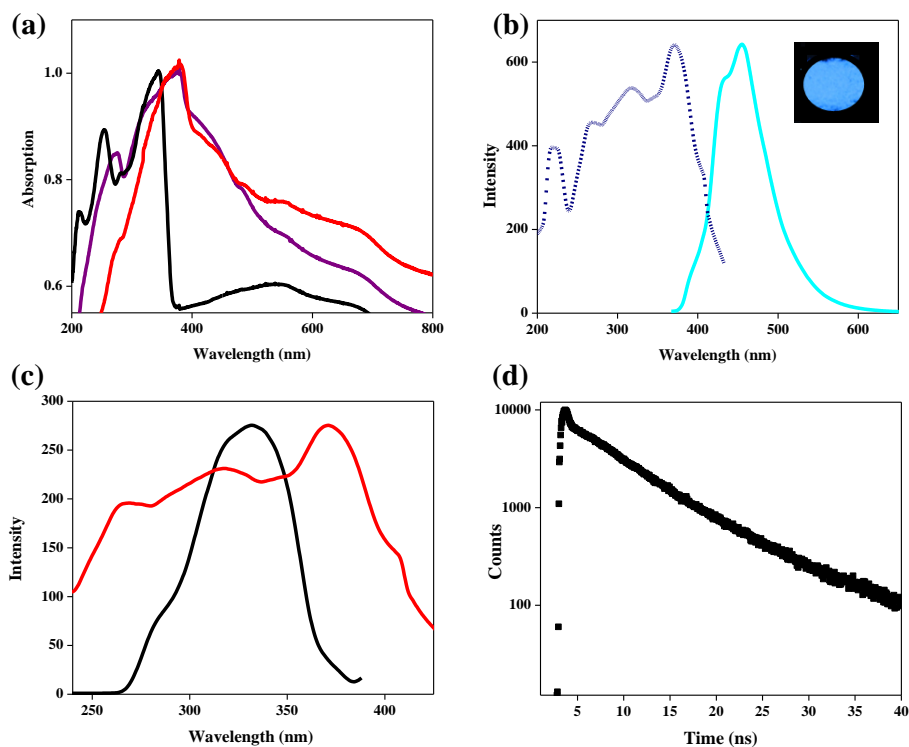 (a)
1.0
0.8
0.6
Absorption
200 400 600 800
Wavelength (nm)
(b)
600
400
200
0
Intensity
200 300 400 500 600
Wavelength (nm)
(c)
300
250
200
150
100
50
0
Intensity
250 300 350 400
Wavelength (nm)
(d)
10000
1000
100
Counts
5 10 15 20 25 30 35 40
Time (ns)